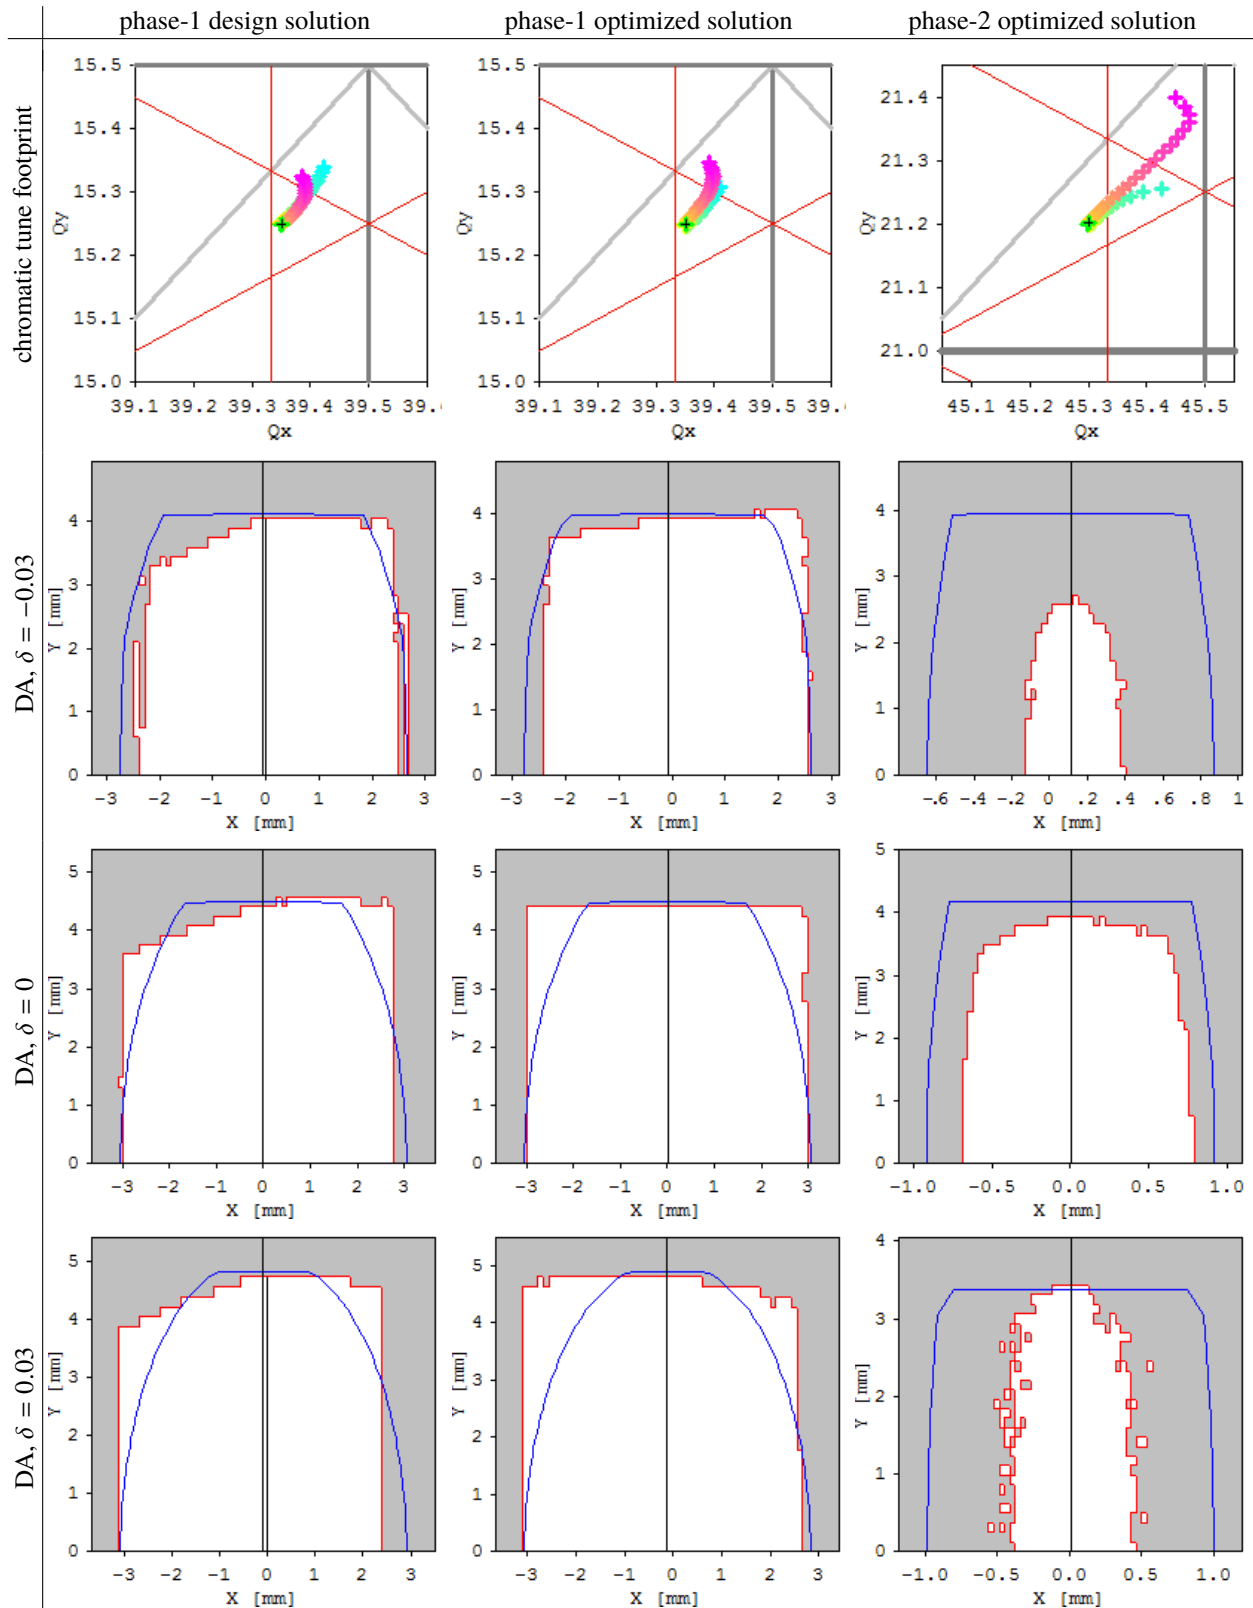 phase-1 design solution phase-1 optimized solution phase-2 optimized solution
chromatic tune footprint
15.5 15.4 15.3 15.2 15.1 15.0
Qy
39.1 39.2 39.3 39.4 39.5 39.6
Qx
15.5 15.4 15.3 15.2 15.1 15.0
Qy
39.1 39.2 39.3 39.4 39.5
Qx
21.4 21.3 21.2 21.1 21.0
Qy
45.1 45.2 45.3 45.4 45.5
Qx
DA, δ = −0.03
4 3 2 1 0
Y [mm]
−3 −2 −1 0 1 2 3
X [mm]
4 3 2 1 0
Y [mm]
−3 −2 −1 0 1 2 3
X [mm]
4 3 2 1 0
Y [mm]
−.6 −.4 −.2 0 .2 .4 .6 .8 1
X [mm]
DA, δ = 0
5 4 3 2 1 0
Y [mm]
−3 −2 −1 0 1 2 3
X [mm]
5 4 3 2 1 0
Y [mm]
−3 −2 −1 0 1 2 3
X [mm]
5 4 3 2 1 0
Y [mm]
−1.0 −0.5 0.0 0.5 1.0
X [mm]
DA, δ = 0.03
5 4 3 2 1 0
Y [mm]
−3 −2 −1 0 1 2 3
X [mm]
5 4 3 2 1 0
Y [mm]
−3 −2 −1 0 1 2 3
X [mm]
4 3 2 1 0
Y [mm]
−1.0 −0.5 0.0 0.5 1.0
X [mm]